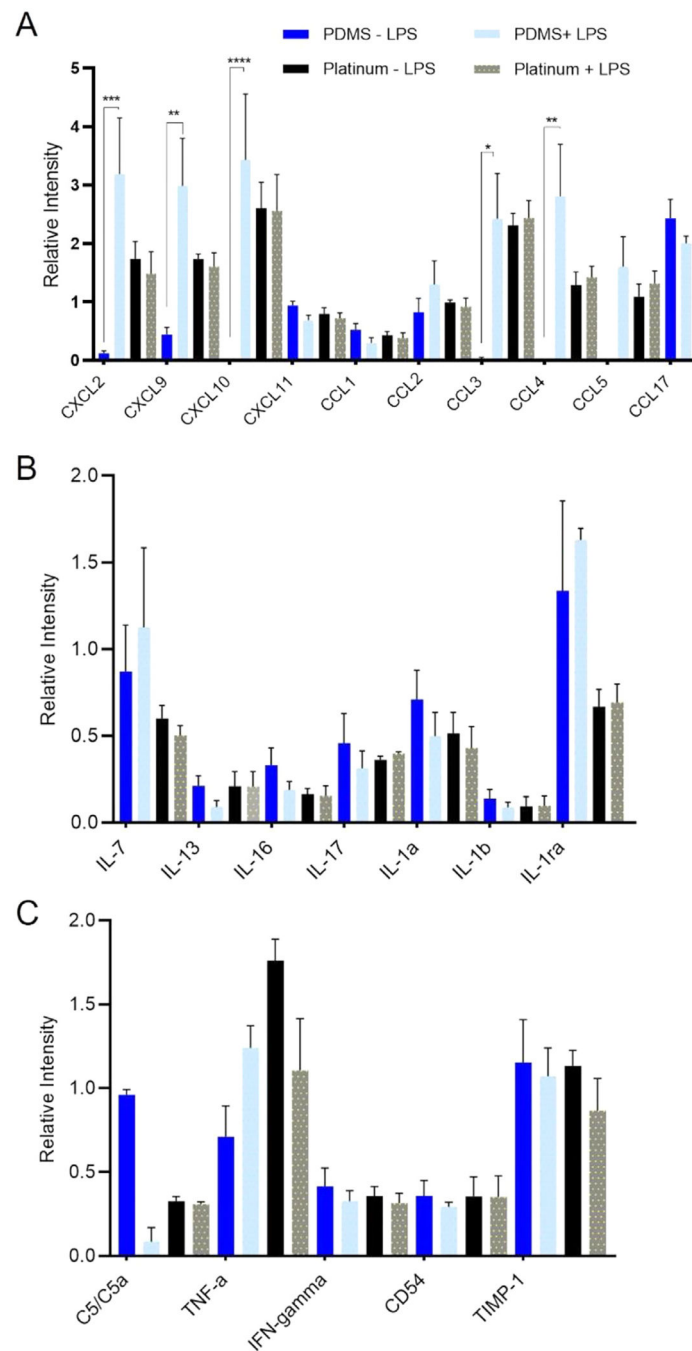 A
PDMS - LPS
PDMS+ LPS
Platinum - LPS
Platinum + LPS
Relative Intensity
5
4
3
2
1
0
***
**
****
*
**
CXCL2
CXCL9
CXCL10
CXCL11
CCL1
CCL2
CCL3
CCL4
CCL5
CCL17
B
Relative Intensity
2.0
1.5
1.0
0.5
0.0
IL-7
IL-13
IL-16
IL-17
IL-1a
IL-1b
IL-1ra
C
Relative Intensity
2.0
1.5
1.0
0.5
0.0
C5/C5a
TNF-a
IFN-gamma
CD54
TIMP-1